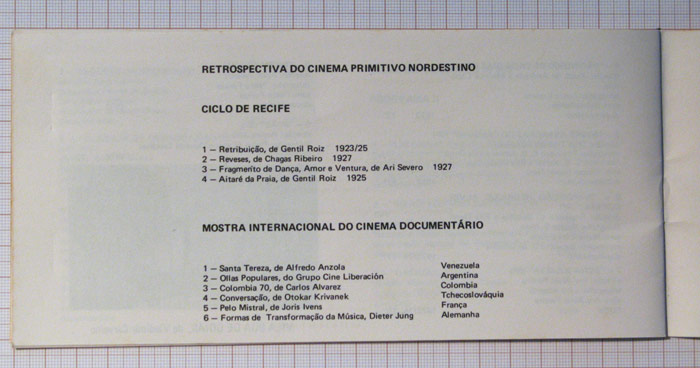 RETROSPECTIVA DO CINEMA PRIMITIVO NORDESTINO
CICLO DE RECIFE
1 — Retribuição, de Gentil Roiz 1923/25
2 — Reveses, de Chagas Ribeiro 1927
3 — Fragmento de Dança, Amor e Ventura, de Ari Severo 1927
4 — Aitaré da Praia, de Gentil Roiz 1925
MOSTRA INTERNACIONAL DO CINEMA DOCUMENTÁRIO
1 — Santa Tereza, de Alfredo Anzola Venezuela
2 — Ollas Populares, do Grupo Cine Liberación Argentina
3 — Colombia 70, de Carlos Alvarez Colombia
4 — Conversação, de Otokar Krivanek Tchecoslováquia
5 — Pelo Mistral, de Joris Ivens França
6 — Formas de Transformação da Música, Dieter Jung Alemanha